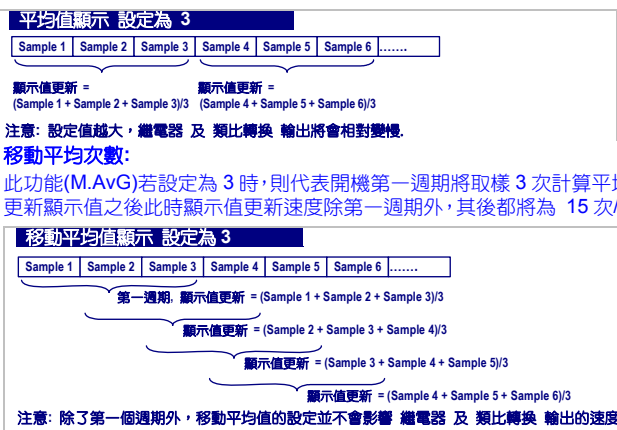 平均值顯示 設定為 3
Sample 1 Sample 2 Sample 3 Sample 4 Sample 5 Sample 6 .......
顯示值更新 = 顯示值更新 =
(Sample 1 + Sample 2 + Sample 3)/3 (Sample 4 + Sample 5 + Sample 6)/3
注意: 設定值越大，繼電器 及 類比轉換 輸出將會相對變慢.
移動平均次數:
此功能(M.AvG)若設定為 3 時，則代表開機第一週期將取樣 3 次計算平均
更新顯示值之後此時顯示值更新速度除第一週期外，其後都將為 15 次/
移動平均值顯示 設定為 3
Sample 1 Sample 2 Sample 3 Sample 4 Sample 5 Sample 6 .......
第一週期, 顯示值更新 = (Sample 1 + Sample 2 + Sample 3)/3
顯示值更新 = (Sample 2 + Sample 3 + Sample 4)/3
顯示值更新 = (Sample 3 + Sample 4 + Sample 5)/3
顯示值更新 = (Sample 4 + Sample 5 + Sample 6)/3
注意: 除了第一個週期外，移動平均值的設定並不會影響 繼電器 及 類比轉換 輸出的速度